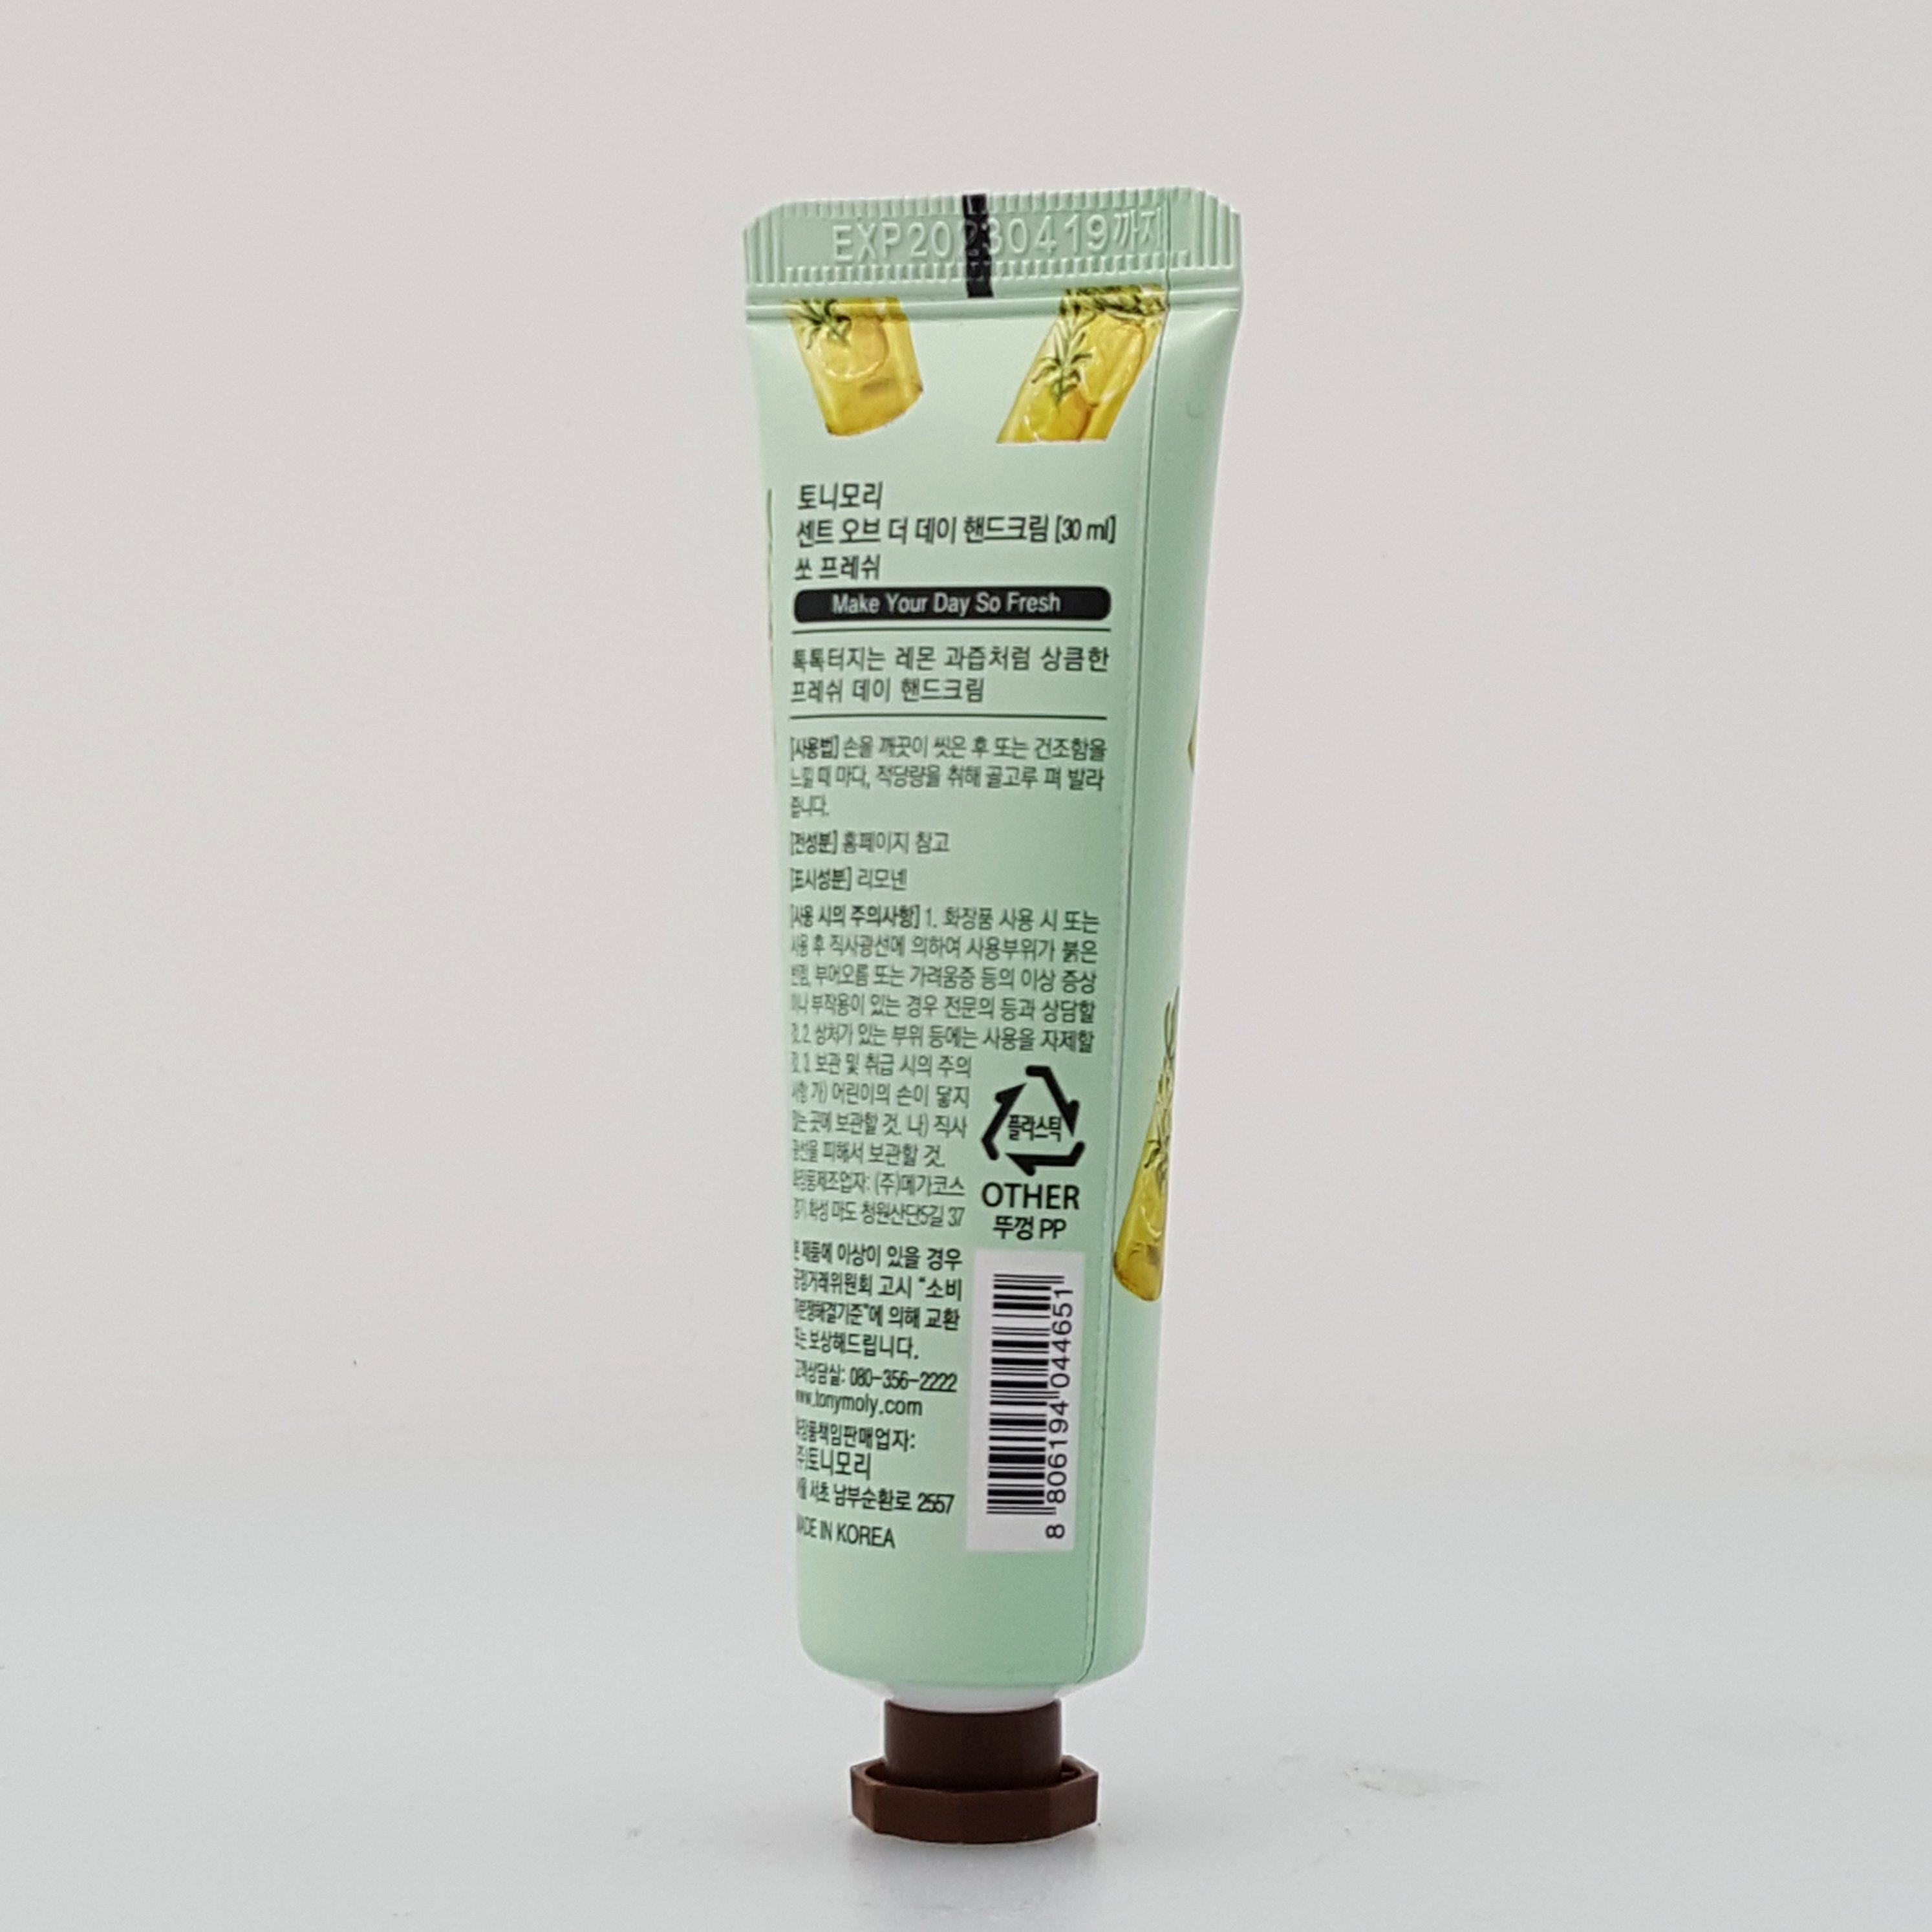 EXP20230419까지
토니모리
센트 오브 더 데이 핸드크림 [30 ml]
쏘 프레쉬
Make Your Day So Fresh
톡톡터지는 레몬 과즙처럼 상큼한
프레쉬 데이 핸드크림
[사용법] 손을 깨끗이 씻은 후 또는 건조함을
느낄 때 마다, 적당량을 취해 골고루 펴 발라
줍니다.
[전성분] 홈페이지 참고
[표시성분] 리모넨
[사용 시의 주의사항] 1. 화장품 사용 시 또는
사용 후 직사광선에 의하여 사용부위가 붉은
반점, 부어오름 또는 가려움증 등의 이상 증상
이나 부작용이 있는 경우 전문의 등과 상담할
것. 2. 상처가 있는 부위 등에는 사용을 자제할
것. 3. 보관 및 취급 시의 주의
사항 가) 어린이의 손이 닿지
않는 곳에 보관할 것. 나) 직사
광선을 피해서 보관할 것.
화장품제조업자: (주)메가코스
경기 화성 마도 청원산단5길 37
본 제품에 이상이 있을 경우
공정거래위원회 고시 "소비
자분쟁해결기준"에 의해 교환
또는 보상해드립니다.
고객상담실: 080-356-2222
www.tonymoly.com
화장품책임판매업자:
(주)토니모리
서울 서초 남부순환로 2557
MADE IN KOREA
플라스틱
OTHER
뚜껑 PP
8 806194 044651